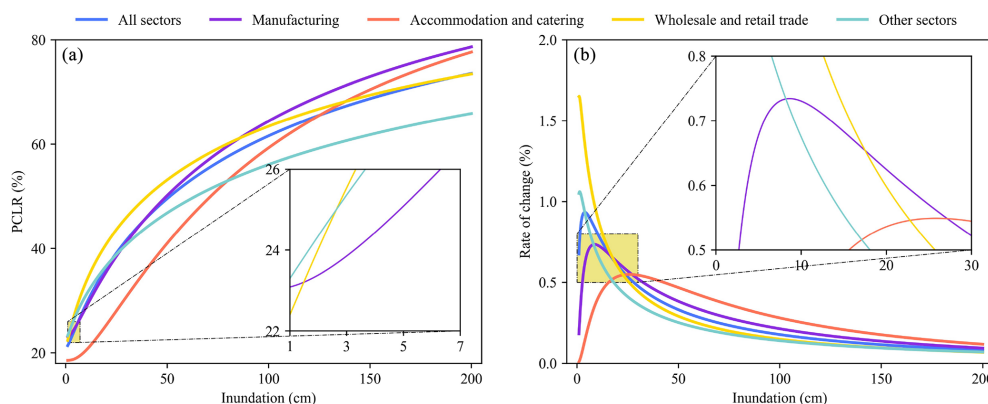 All sectors Manufacturing Accommodation and catering Wholesale and retail trade Other sectors
(a)
PCLR (%)
80
60
40
20
0 50 100 150 200
Inundation (cm)
26
24
22
1 3 5 7
(b)
Rate of change (%)
2.0
1.5
1.0
0.5
0.0
0 50 100 150 200
Inundation (cm)
0.8
0.7
0.6
0.5
0 10 20 30